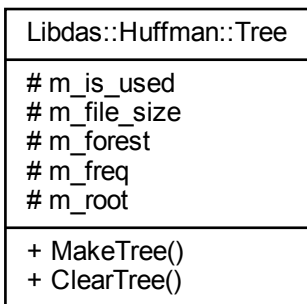 Libdas::Huffman::Tree
# m_is_used
# m_file_size
# m_forest
# m_freq
# m_root
+ MakeTree()
+ ClearTree()